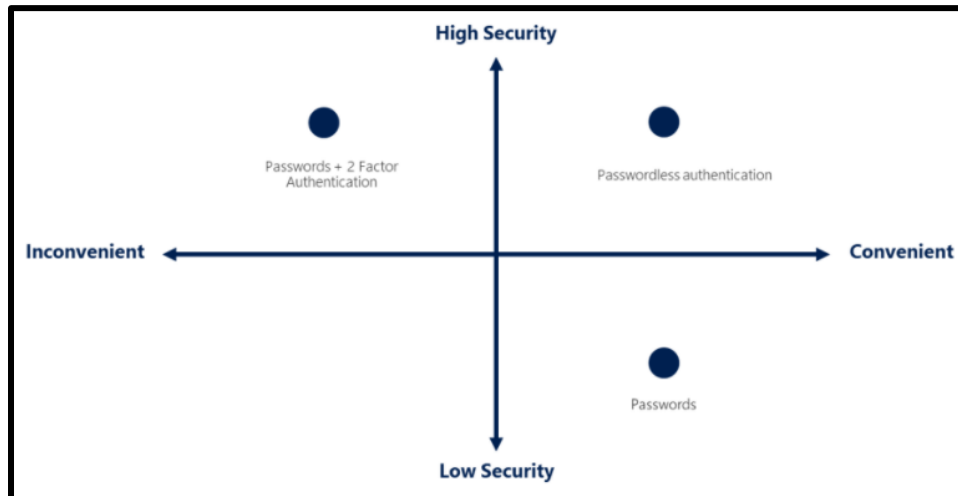 High Security
Passwords + 2 Factor
Authentication
Passwordless authentication
Inconvenient
Convenient
Passwords
Low Security